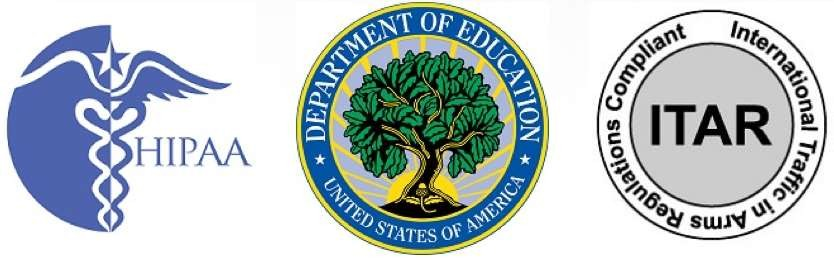 HIPAA
DEPARTMENT OF EDUCATION
UNITED STATES OF AMERICA
International Traffic in Arms Regulations Compliant
ITAR